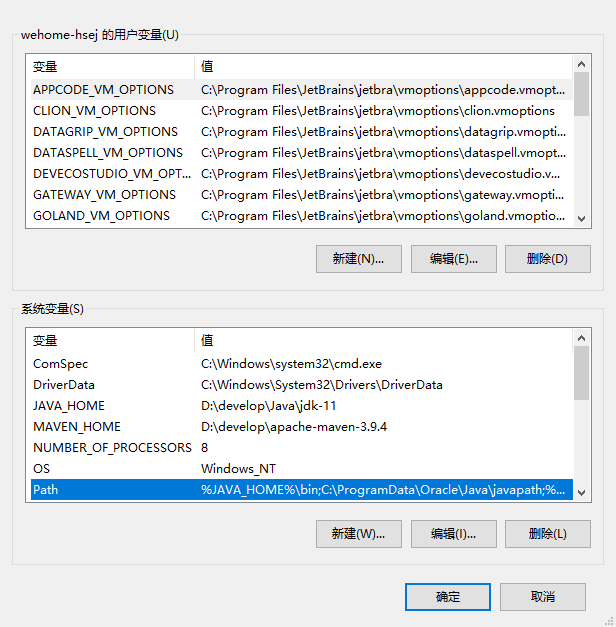 wehome-hsej 的用户变量(U)
变量 值
APPCODE_VM_OPTIONS C:\Program Files\JetBrains\jetbra\vmoptions\appcode.vmopt...
CLION_VM_OPTIONS C:\Program Files\JetBrains\jetbra\vmoptions\clion.vmoptions
DATAGRIP_VM_OPTIONS C:\Program Files\JetBrains\jetbra\vmoptions\datagrip.vmopti...
DATASPELL_VM_OPTIONS C:\Program Files\JetBrains\jetbra\vmoptions\dataspell.vmopt...
DEVECOSTUDIO_VM_OPT... C:\Program Files\JetBrains\jetbra\vmoptions\devecostudio.v...
GATEWAY_VM_OPTIONS C:\Program Files\JetBrains\jetbra\vmoptions\gateway.vmopti...
GOLAND_VM_OPTIONS C:\Program Files\JetBrains\jetbra\vmoptions\goland.vmoptio...
新建(N)... 编辑(E)... 删除(D)
系统变量(S)
变量 值
ComSpec C:\Windows\system32\cmd.exe
DriverData C:\Windows\System32\Drivers\DriverData
JAVA_HOME D:\develop\Java\jdk-11
MAVEN_HOME D:\develop\apache-maven-3.9.4
NUMBER_OF_PROCESSORS 8
OS Windows_NT
Path %JAVA_HOME%\bin;C:\ProgramData\Oracle\Java\javapath;%...
新建(W)... 编辑(I)... 删除(L)
确定 取消